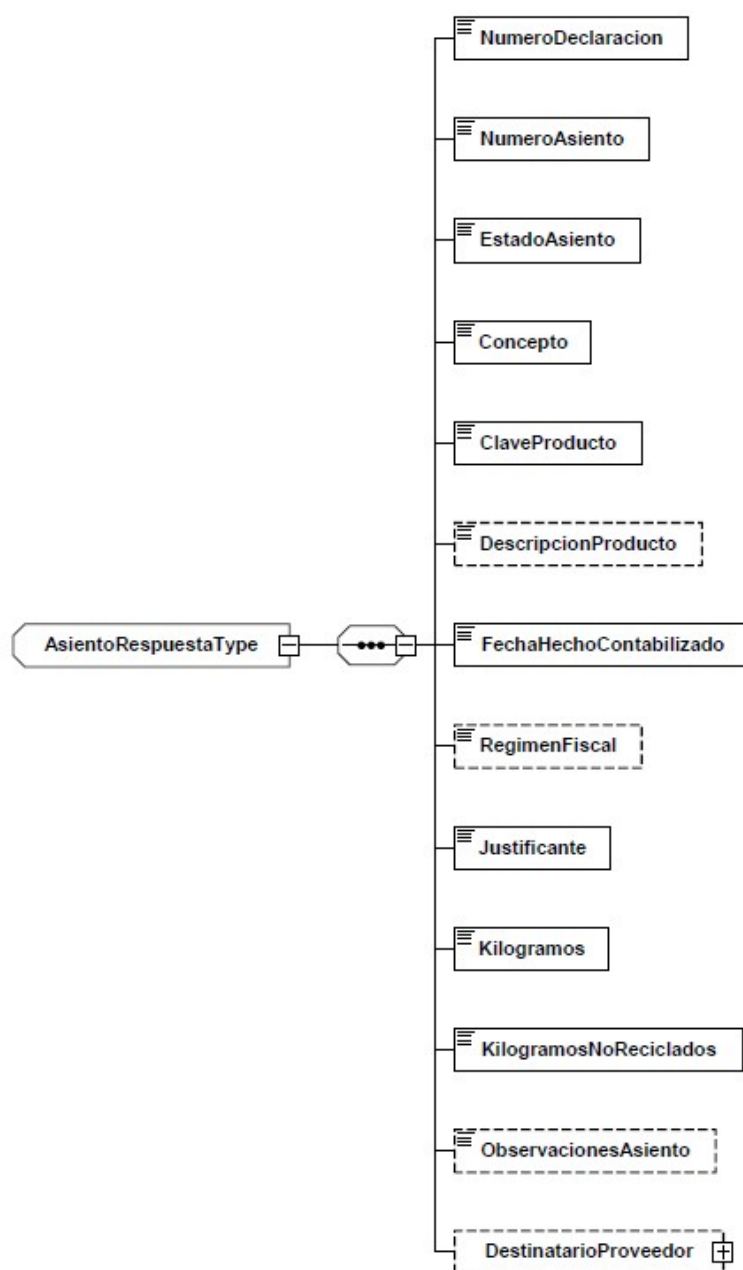 NumeroDeclaracion
NumeroAsiento
EstadoAsiento
Concepto
ClaveProducto
DescripcionProducto
AsientoRespuestaType
FechaHechoContabilizado
RegimenFiscal
Justificante
Kilogramos
KilogramosNoReciclados
ObservacionesAsiento
DestinatarioProveedor